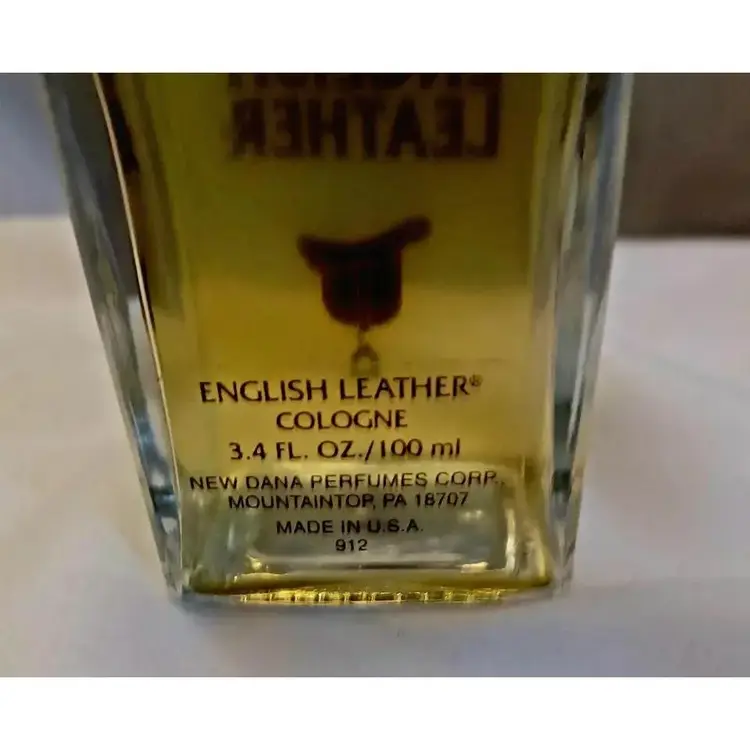 ENGLISH
LEATHER
ENGLISH LEATHER®
COLOGNE
3.4 FL. OZ./100 ml
NEW DANA PERFUMES CORP.,
MOUNTAINTOP, PA 18707
MADE IN U.S.A.
912